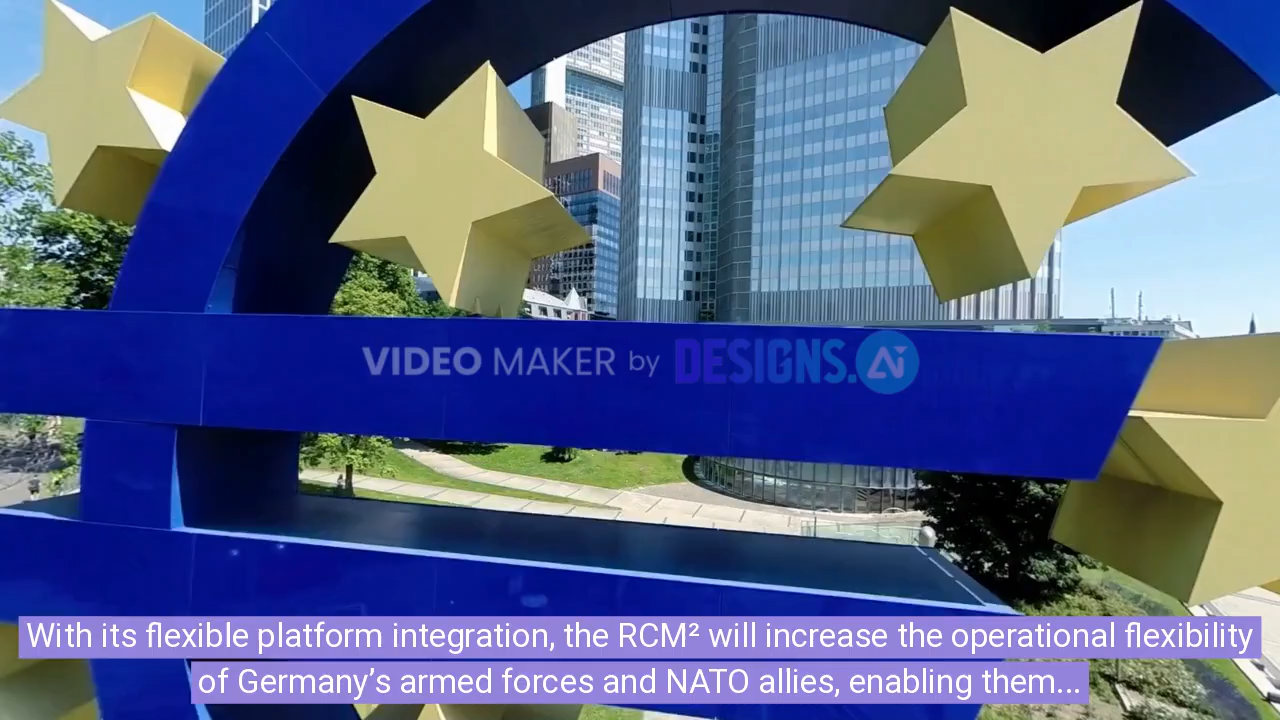 VIDEO MAKER by DESIGNS.AI
With its flexible platform integration, the RCM² will increase the operational flexibility
of Germany’s armed forces and NATO allies, enabling them...